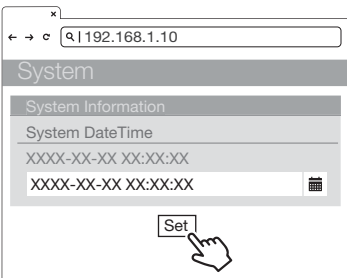 192.168.1.10
System
System Information
System DateTime
XXXX-XX-XX XX:XX:XX
XXXX-XX-XX XX:XX:XX
Set